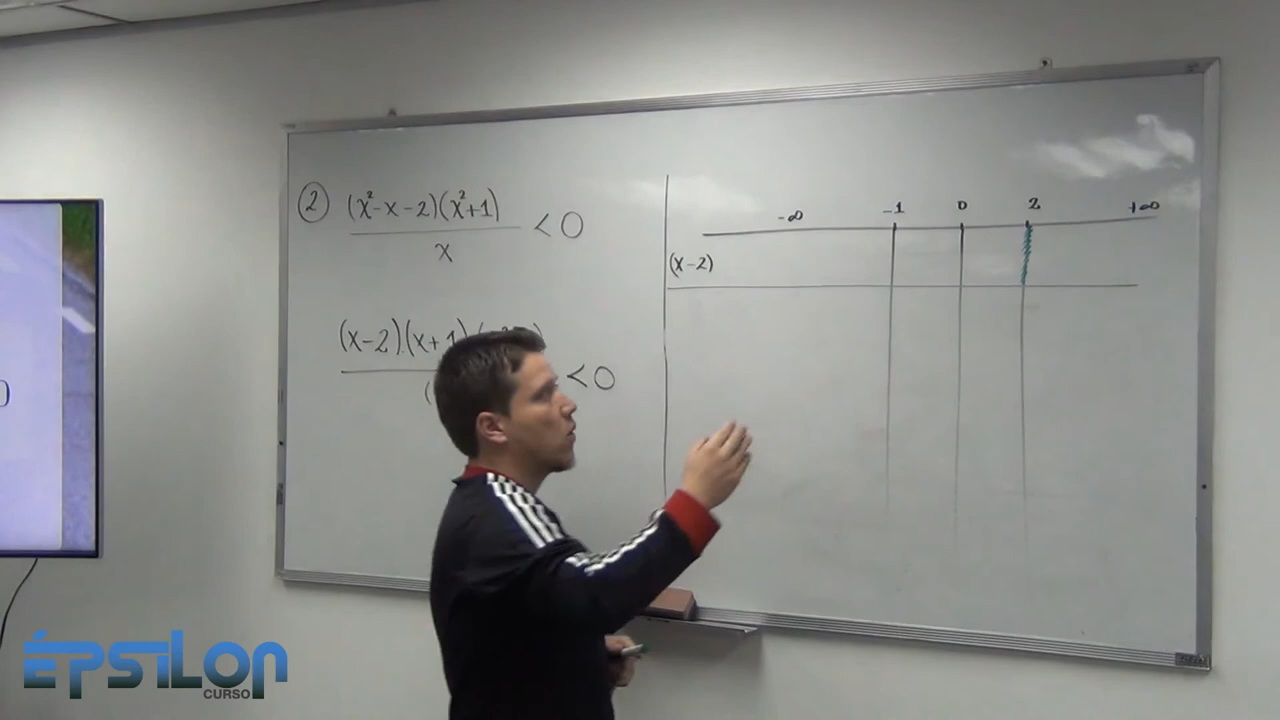 2 (x²-x-2)(x²+1) < 0
x
(x-2).(x+1) < 0
-∞ -1 0 2 +∞
(x-2)
ÉPSILON
CURSO